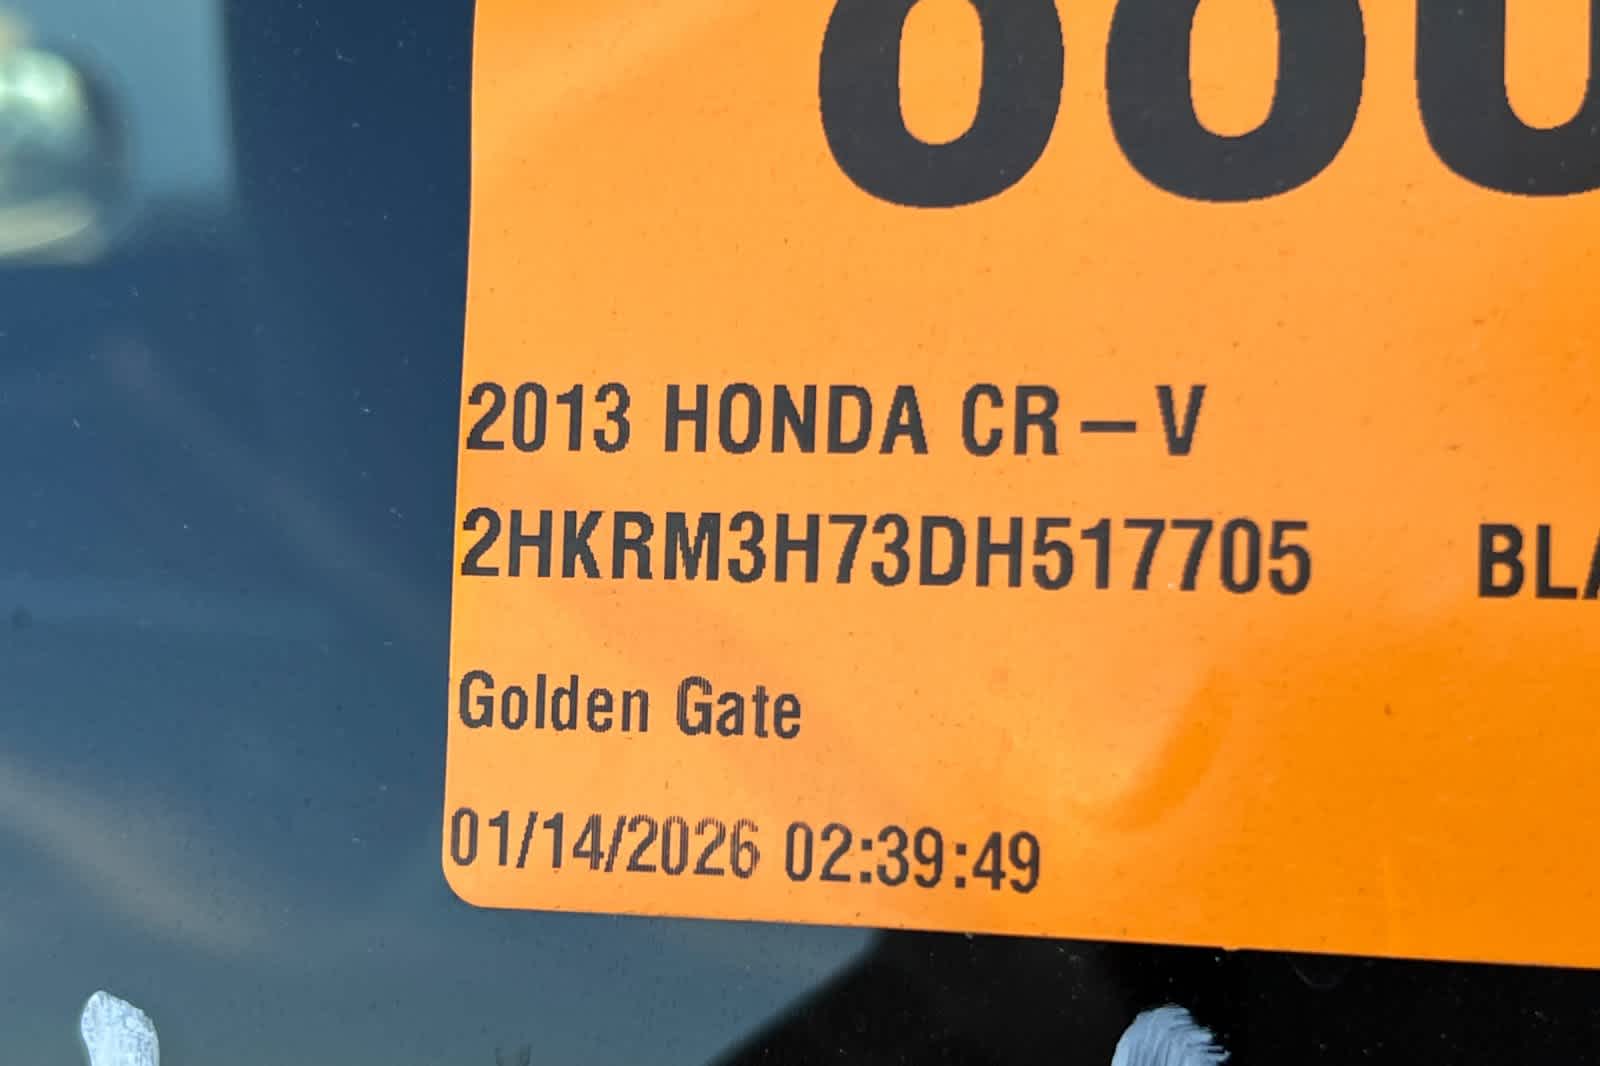 2013 HONDA CR-V
2HKRM3H73DH517705 BLA
Golden Gate
01/14/2026 02:39:49